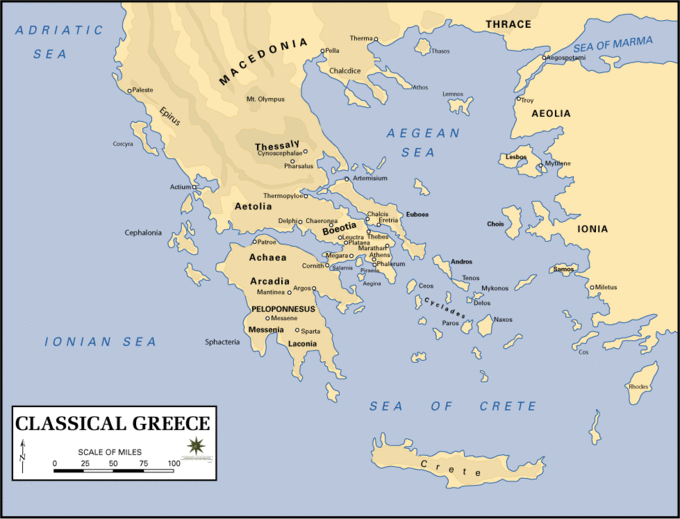 ADRIATIC
SEA
THRACE
SEA OF MARMA
Therma
Pella
MACEDONIA
Thasos
Aegospotami
Chalcdice
Paleste
Mt. Olympus
Athos
Lemnos
Troy
AEOLIA
Epirus
AEGEAN
SEA
Corcyra
Thessaly
Cynoscephalae
Pharsalus
Lesbos
Mytilene
Artemisium
Actium
Thermopylae
Aetolia
Chalcis
Euboea
Delphi
Chaeronea
Eretria
Boeotia
Chois
IONIA
Cephalonia
Leuctra
Thebes
Patroe
Plataea
Marathon
Achaea
Megara
Athens
Andros
Cornith
Salamis
Piraeis
Phalerum
Samos
Arcadia
Aegina
Tenos
Mantinea
Argos
Ceos
Mykonos
Miletus
Delos
Cyclades
PELOPONNESUS
Messene
Paros
Naxos
Messenia
Sparta
IONIAN SEA
Sphacteria
Laconia
Cos
Rhodes
SEA OF CRETE
Crete
CLASSICAL GREECE
N
SCALE OF MILES
0 25 50 75 100